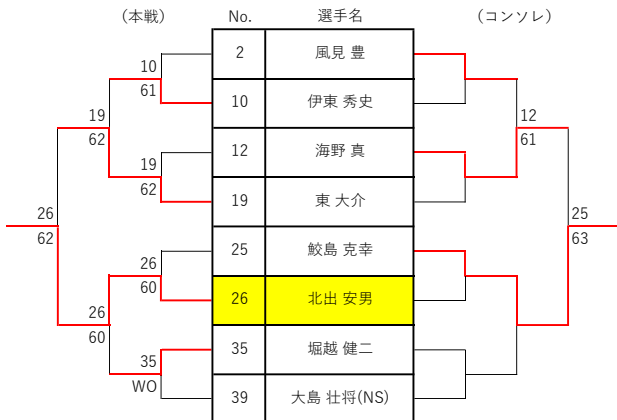 (本戦) No. 選手名 (コンソレ)
2 風見 豊
10
61
10 伊東 秀史
19
62
12
61
12 海野 真
19
62
19 東 大介
26
62
25
63
25 鮫島 克幸
26
60
26 北出 安男
26
60
35 堀越 健二
35
WO
39 大島 壮将(NS)